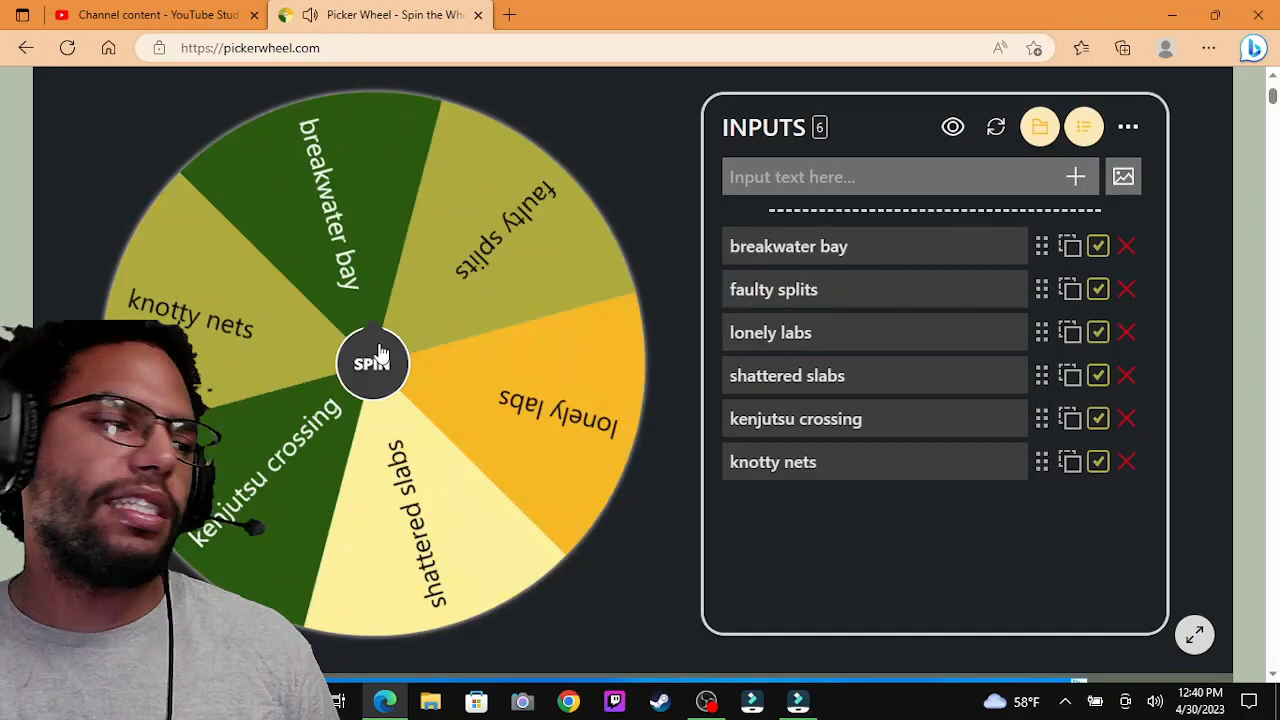 Channel content - YouTube Stud
Picker Wheel - Spin the Whe
https://pickerwheel.com
breakwater bay
faulty splits
lonely labs
shattered slabs
kenjutsu crossing
knotty nets
SPIN
INPUTS 6
Input text here...
breakwater bay
faulty splits
lonely labs
shattered slabs
kenjutsu crossing
knotty nets
58°F
12:40 PM
4/30/2023